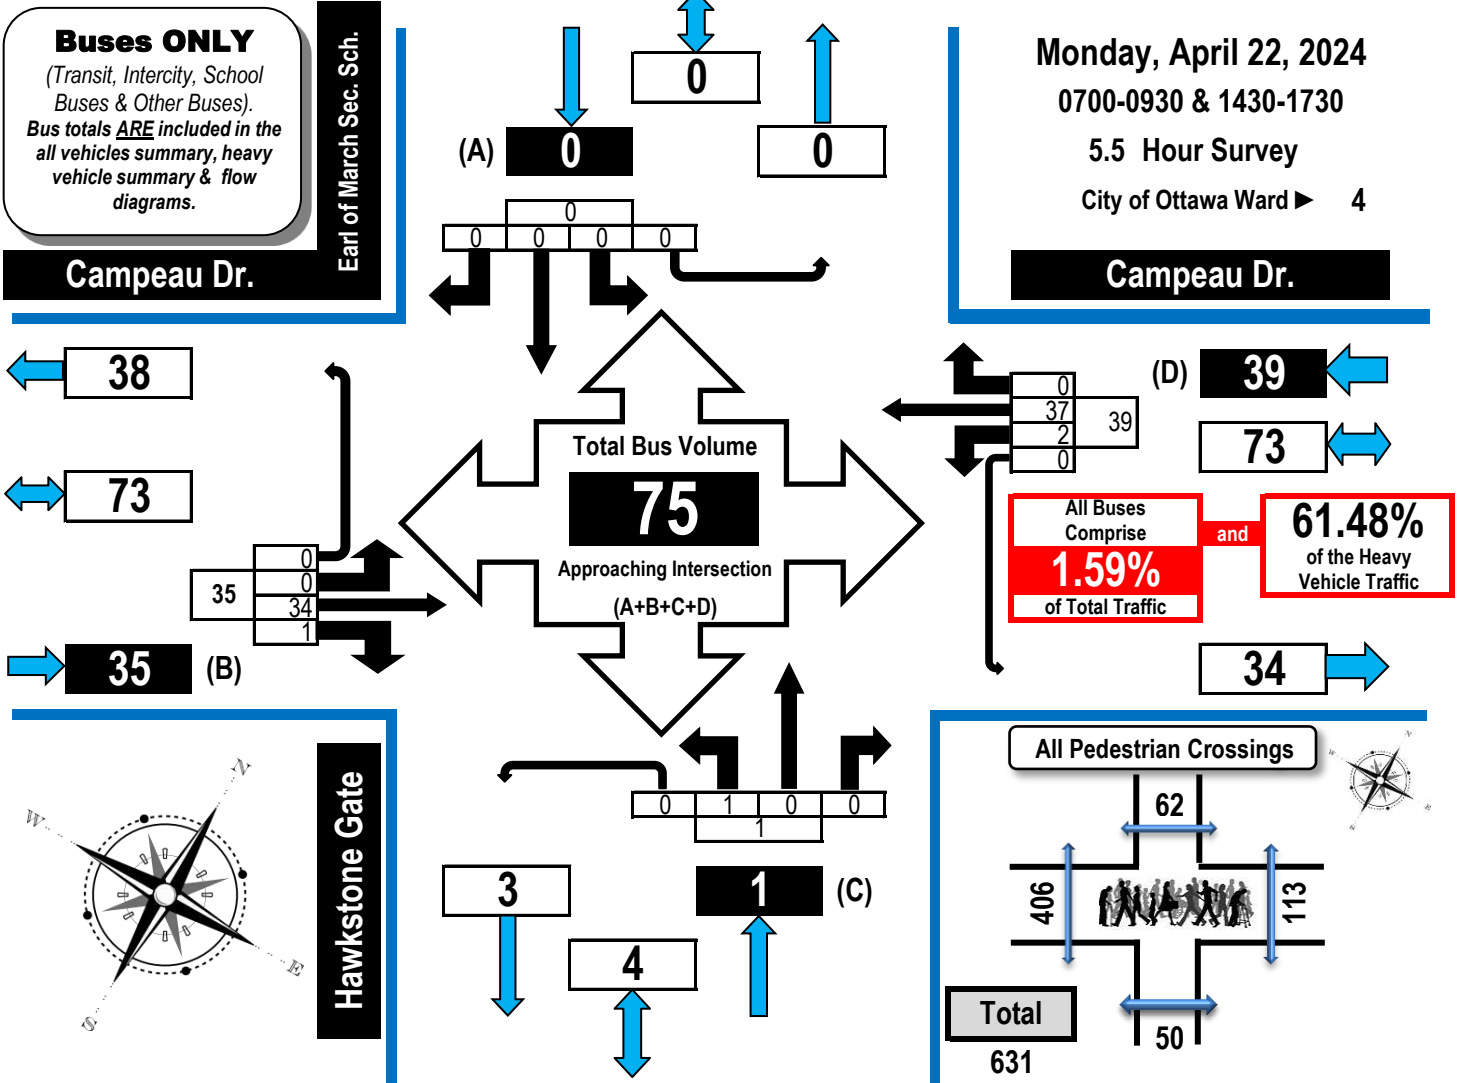 Buses ONLY
(Transit, Intercity, School
Buses & Other Buses).
Bus totals ARE included in the
all vehicles summary, heavy
vehicle summary & flow
diagrams.
Earl of March Sec. Sch.
Campeau Dr.
0
(A)
0
0
0
0
0
0
0
Monday, April 22, 2024
0700-0930 & 1430-1730
5.5 Hour Survey
City of Ottawa Ward ► 4
Campeau Dr.
38
73
0
0
34
1
35
35
(B)
Total Bus Volume
75
Approaching Intersection
(A+B+C+D)
(D)
39
0
37
2
0
39
73
All Buses
Comprise
1.59%
of Total Traffic
and
61.48%
of the Heavy
Vehicle Traffic
34
N
W
E
S
Hawkstone Gate
0
1
0
0
1
3
1
(C)
4
All Pedestrian Crossings
N
W
E
S
62
406
113
50
Total
631